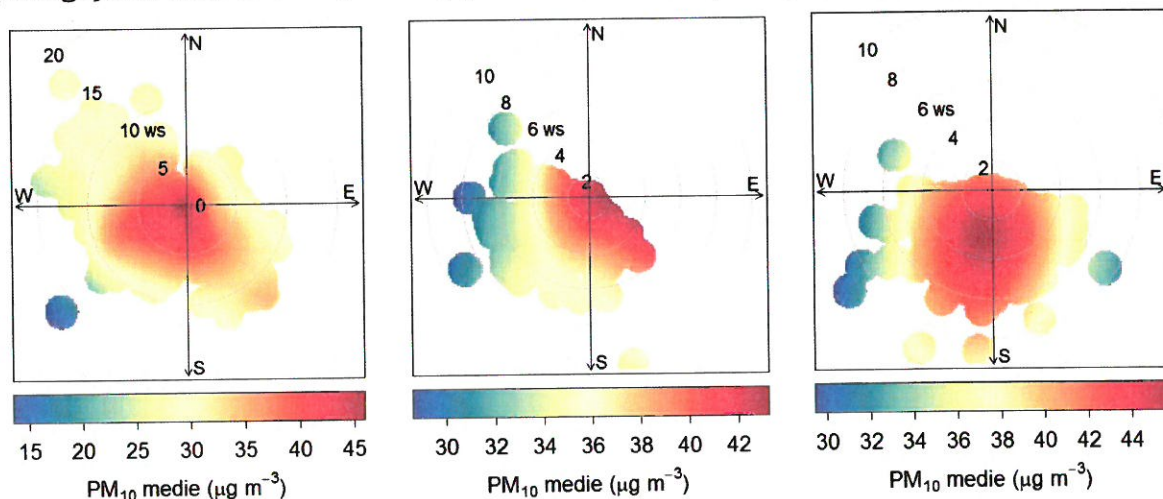 N
20
15
10 ws
5
W
0
E
S
15 20 25 30 35 40 45
PM₁₀ medie (μg m⁻³)
N
10
8
6 ws
4
2
W
E
S
30 32 34 36 38 40 42
PM₁₀ medie (μg m⁻³)
N
10
8
6 ws
4
2
W
E
S
30 32 34 36 38 40 42 44
PM₁₀ medie (μg m⁻³)